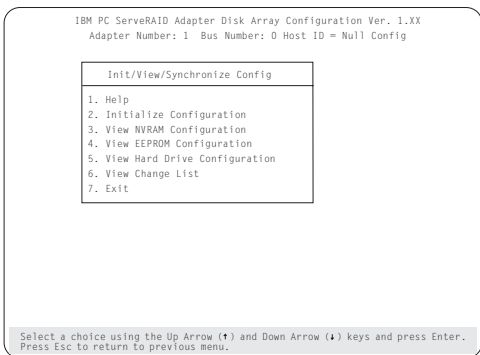 IBM PC ServeRAID Adapter Disk Array Configuration Ver. 1.XX
Adapter Number: 1 Bus Number: 0 Host ID = Null Config
Init/View/Synchronize Config
1. Help
2. Initialize Configuration
3. View NVRAM Configuration
4. View EEPROM Configuration
5. View Hard Drive Configuration
6. View Change List
7. Exit
Select a choice using the Up Arrow (↑) and Down Arrow (↓) keys and press Enter.
Press Esc to return to previous menu.